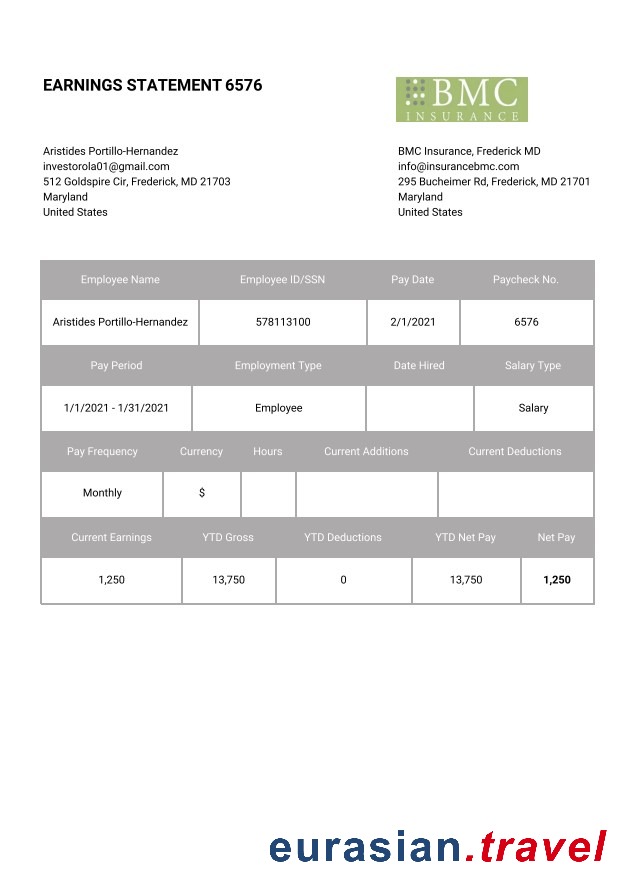 EARNINGS STATEMENT 6576
BMC
INSURANCE
Aristides Portillo-Hernandez
investorola01@gmail.com
512 Goldspire Cir, Frederick, MD 21703
Maryland
United States
BMC Insurance, Frederick MD
info@insurancebmc.com
295 Bucheimer Rd, Frederick, MD 21701
Maryland
United States
Employee Name Employee ID/SSN Pay Date Paycheck No.
Aristides Portillo-Hernandez 578113100 2/1/2021 6576
Pay Period Employment Type Date Hired Salary Type
1/1/2021 - 1/31/2021 Employee Salary
Pay Frequency Currency Hours Current Additions Current Deductions
Monthly $
Current Earnings YTD Gross YTD Deductions YTD Net Pay Net Pay
1,250 13,750 0 13,750 1,250
eurasian.travel